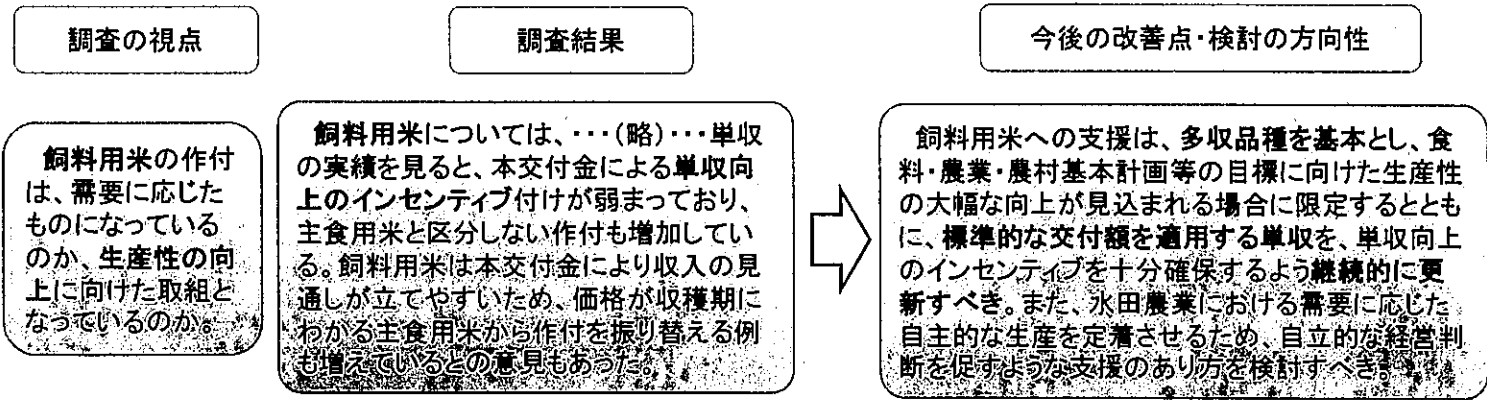 調査の視点
調査結果
今後の改善点・検討の方向性
飼料用米の作付
は、需要に応じた
ものになっている
のか、生産性の向
上に向けた取組と
なっているのか。
飼料用米については、・・・(略)・・・単収
の実績を見ると、本交付金による単収向
上のインセンティブ付けが弱まっており、
主食用米と区分しない作付も増加してい
る。飼料用米は本交付金により収入の見
通しが立てやすいため、価格が収穫期に
わかる主食用米から作付を振り替える例
も増えているとの意見もあった。
飼料用米への支援は、多収品種を基本とし、食
料・農業・農村基本計画等の目標に向けた生産性
の大幅な向上が見込まれる場合に限定するととも
に、標準的な交付額を適用する単収を、単収向上
のインセンティブを十分確保するよう継続的に更
新すべき。また、水田農業における需要に応じた
自主的な生産を定着させるため、自立的な経営判
断を促すような支援のあり方を検討すべき。